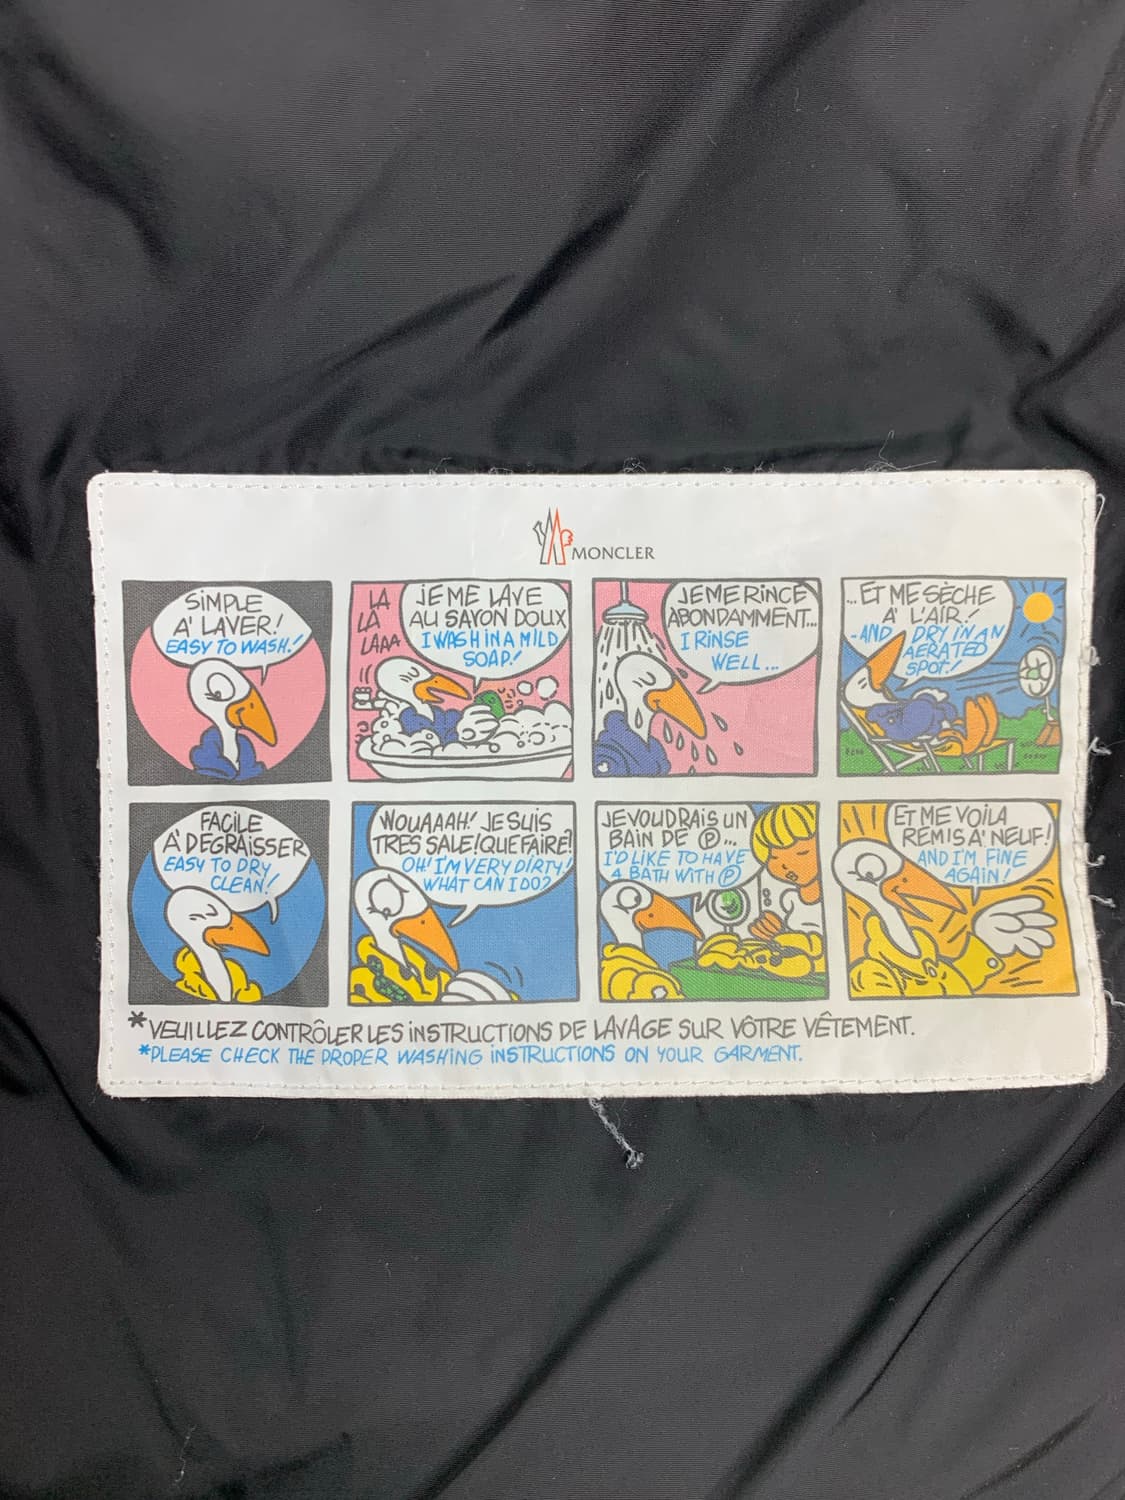 MONCLER
SIMPLE
A' LAVER!
EASY TO WASH!
LA
LA
LAAA
JE ME LAVE
AU SAVON DOUX
I WASH IN A MILD
SOAP!
JE ME RINCE
ABONDAMMENT...
I RINSE
WELL...
...ET ME SÈCHE
A' L'AIR!
-AND DRY IN AN
AERATED
SPOT!
FACILE
A' DEGRAISSER
EASY TO DRY
CLEAN!
WOUAAAH! JE SUIS
TRES SALE! QUE FAIRE?
OH! I'M VERY DIRTY!
WHAT CAN I DO?
JE VOUDRAIS UN
BAIN DE Ⓟ...
I'D LIKE TO HAVE
A BATH WITH Ⓟ
ET ME VOILA
REMIS A' NEUF!
AND I'M FINE
AGAIN!
*VEUILLEZ CONTRÔLER LES INSTRUCTIONS DE LAVAGE SUR VÔTRE VÊTEMENT.
*PLEASE CHECK THE PROPER WASHING INSTRUCTIONS ON YOUR GARMENT.